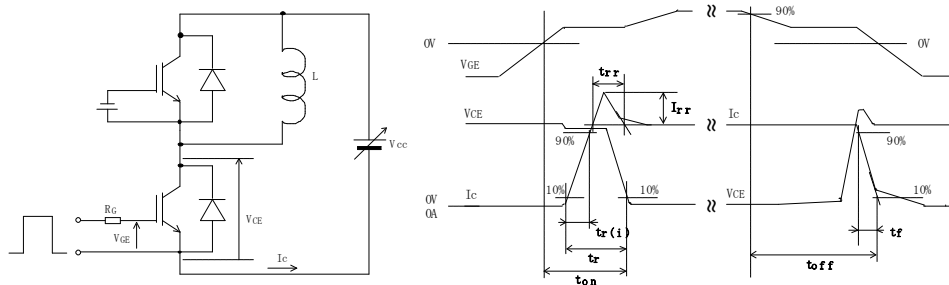 L
Vcc
RG
VGE
VCE
Ic
0V
VGE
90%
0V
trr
Irr
VCE
Ic
90%
90%
Ic
10%
10%
VCE
10%
0V
0A
tr(i)
tr
ton
tf
toff